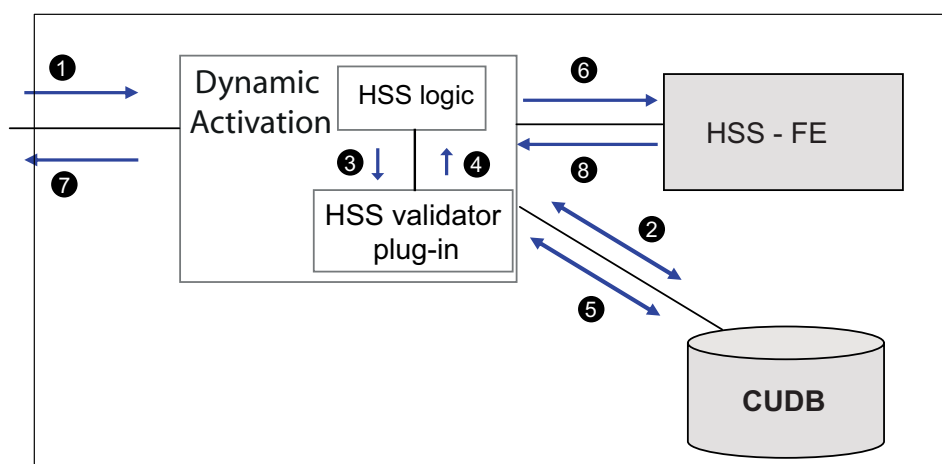 1
7
Dynamic
Activation
HSS logic
3
4
HSS validator
plug-in
6
8
HSS - FE
2
5
CUDB